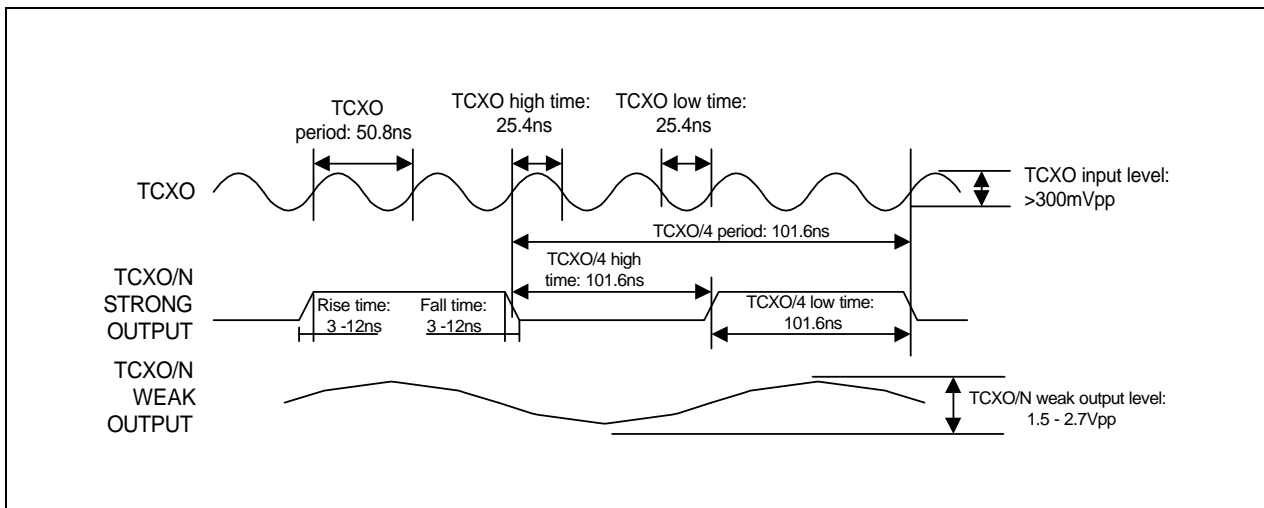 TCXO
period: 50.8ns
TCXO high time:
25.4ns
TCXO low time:
25.4ns
TCXO
TCXO input level:
>300mVpp
TCXO/4 period: 101.6ns
TCXO/4 high
time: 101.6ns
TCXO/N
STRONG
OUTPUT
Rise time:
3 -12ns
Fall time:
3 -12ns
TCXO/4 low time:
101.6ns
TCXO/N
WEAK
OUTPUT
TCXO/N weak output level:
1.5 - 2.7Vpp